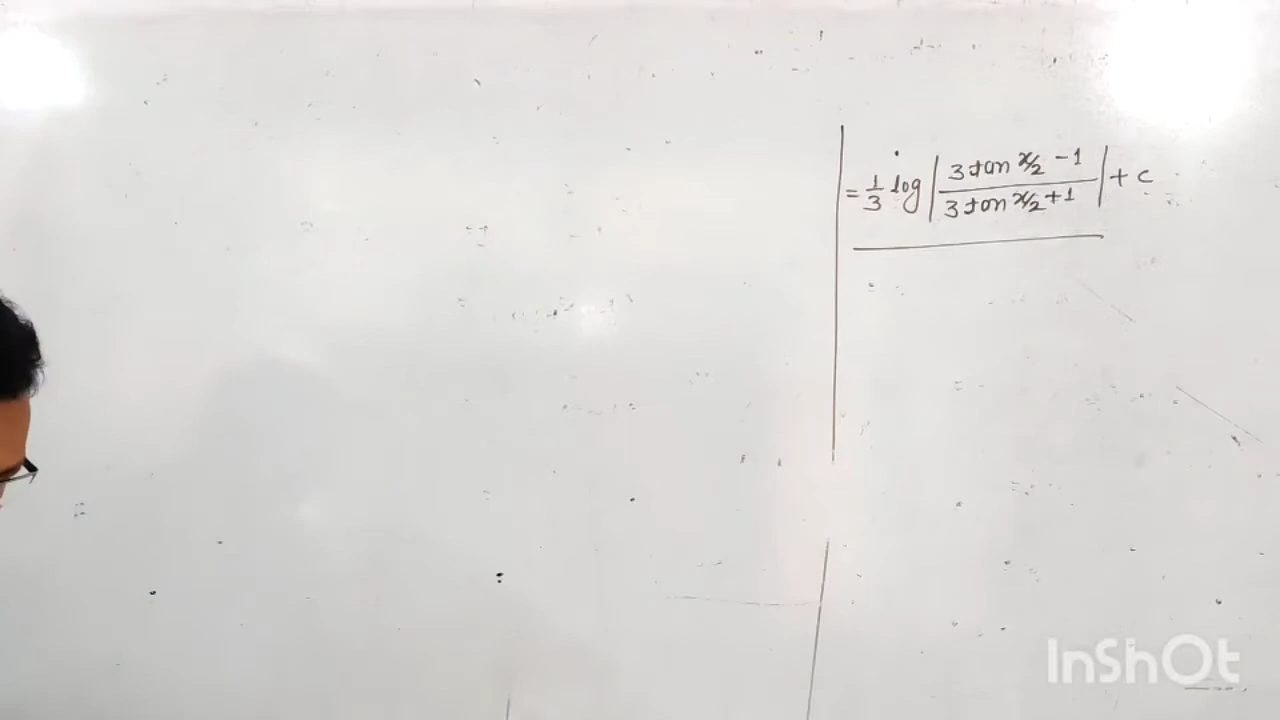 = 1/3 log | 3 tan x/2 - 1 / 3 tan x/2 + 1 | + c
InShOt